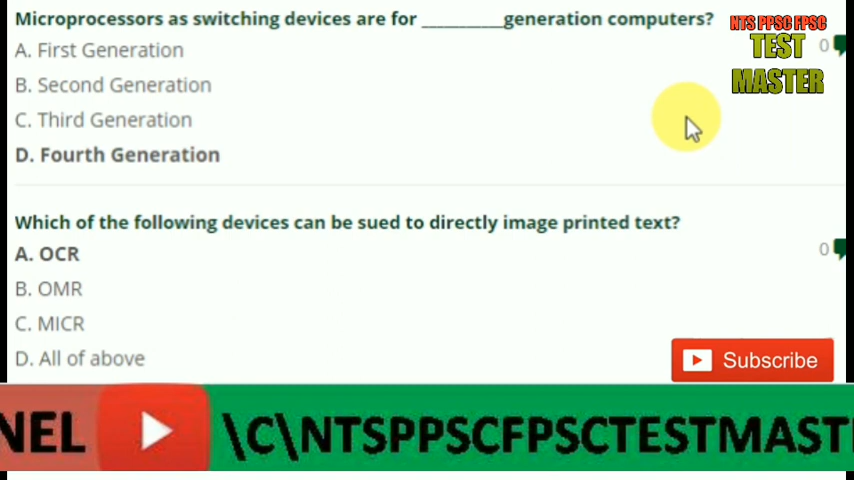 Microprocessors as switching devices are for __________generation computers?
NTS PPSC FPSC
TEST
MASTER
0
A. First Generation
B. Second Generation
C. Third Generation
D. Fourth Generation
Which of the following devices can be sued to directly image printed text?
0
A. OCR
B. OMR
C. MICR
D. All of above
Subscribe
NEL \C\NTSPPSCFPSCTESTMAST